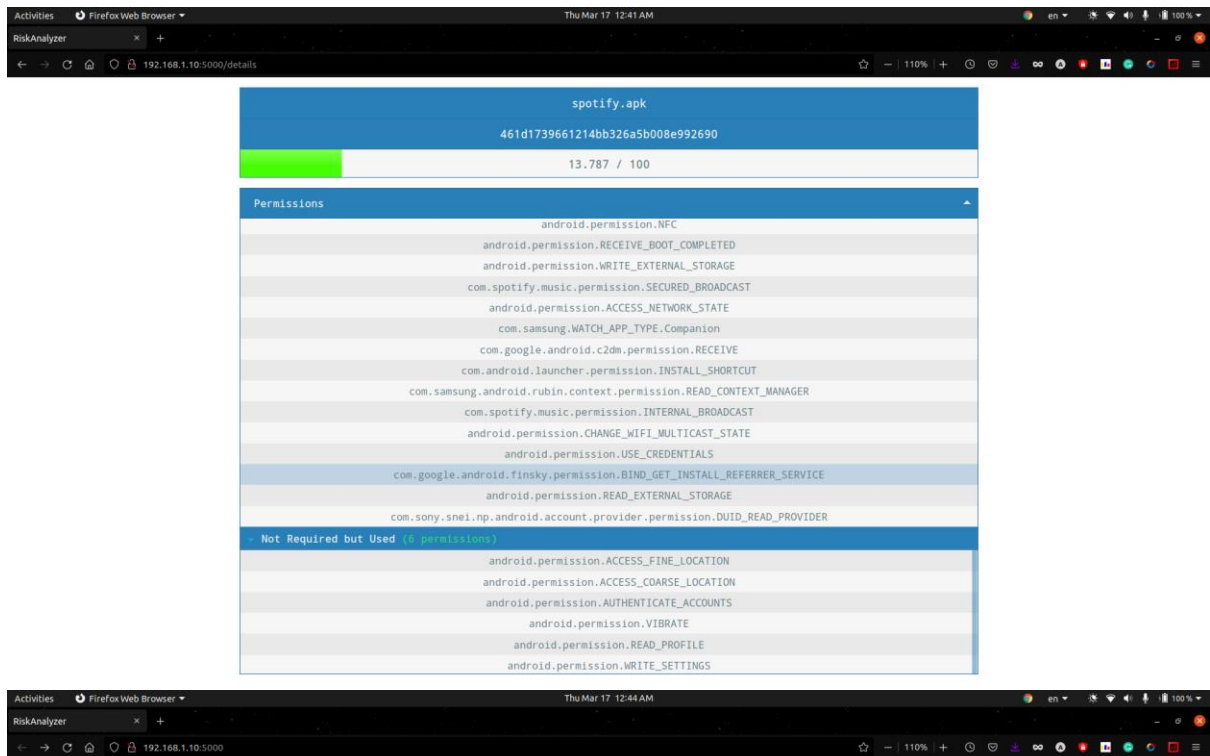 Activities Firefox Web Browser Thu Mar 17 12:41 AM en 100 %
RiskAnalyzer × +
192.168.1.10:5000/details 110%
spotify.apk
461d1739661214bb326a5b008e992690
13.787 / 100
Permissions
android.permission.NFC
android.permission.RECEIVE_BOOT_COMPLETED
android.permission.WRITE_EXTERNAL_STORAGE
com.spotify.music.permission.SECURED_BROADCAST
android.permission.ACCESS_NETWORK_STATE
com.samsung.WATCH_APP_TYPE.Companion
com.google.android.c2dm.permission.RECEIVE
com.android.launcher.permission.INSTALL_SHORTCUT
com.samsung.android.rubin.context.permission.READ_CONTEXT_MANAGER
com.spotify.music.permission.INTERNAL_BROADCAST
android.permission.CHANGE_WIFI_MULTICAST_STATE
android.permission.USE_CREDENTIALS
com.google.android.finsky.permission.BIND_GET_INSTALL_REFERRER_SERVICE
android.permission.READ_EXTERNAL_STORAGE
com.sony.snei.np.android.account.provider.permission.DUID_READ_PROVIDER
Not Required but Used (6 permissions)
android.permission.ACCESS_FINE_LOCATION
android.permission.ACCESS_COARSE_LOCATION
android.permission.AUTHENTICATE_ACCOUNTS
android.permission.VIBRATE
android.permission.READ_PROFILE
android.permission.WRITE_SETTINGS
Activities Firefox Web Browser Thu Mar 17 12:44 AM en 100 %
RiskAnalyzer × +
192.168.1.10:5000 110%